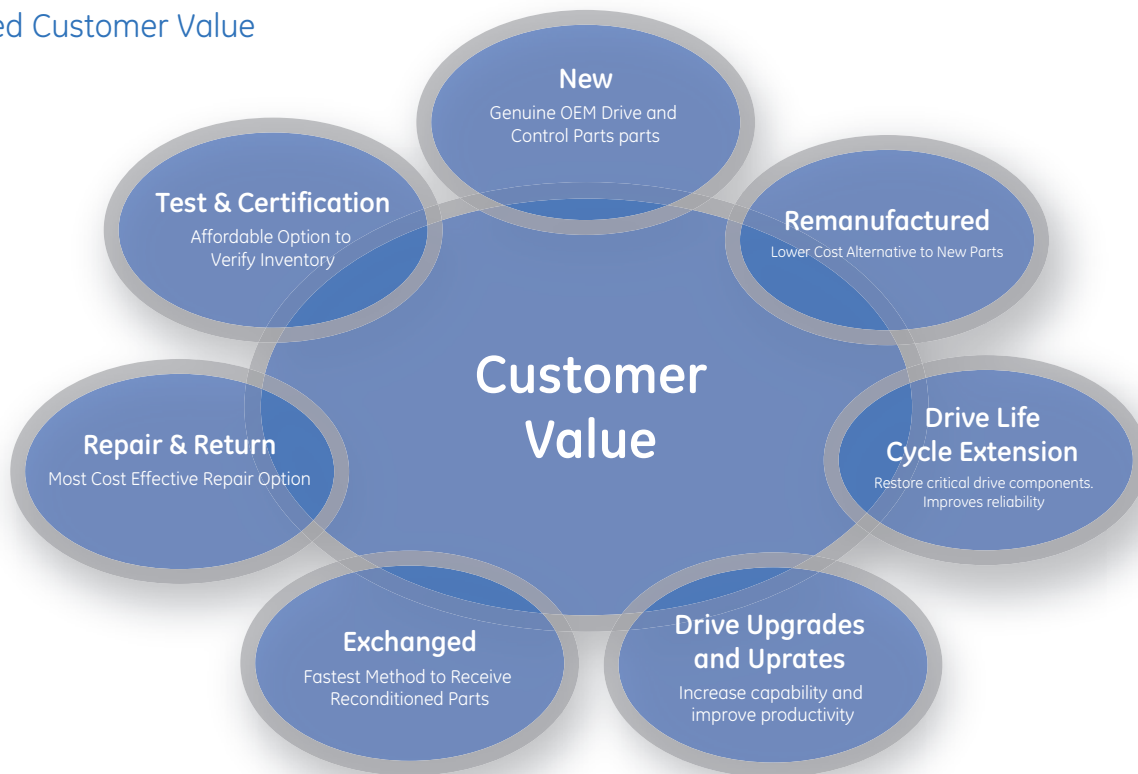 ed Customer Value
New
Genuine OEM Drive and
Control Parts parts
Test & Certification
Affordable Option to
Verify Inventory
Remanufactured
Lower Cost Alternative to New Parts
Customer
Value
Drive Life
Cycle Extension
Restore critical drive components.
Improves reliability
Repair & Return
Most Cost Effective Repair Option
Exchanged
Fastest Method to Receive
Reconditioned Parts
Drive Upgrades
and Uprates
Increase capability and
improve productivity